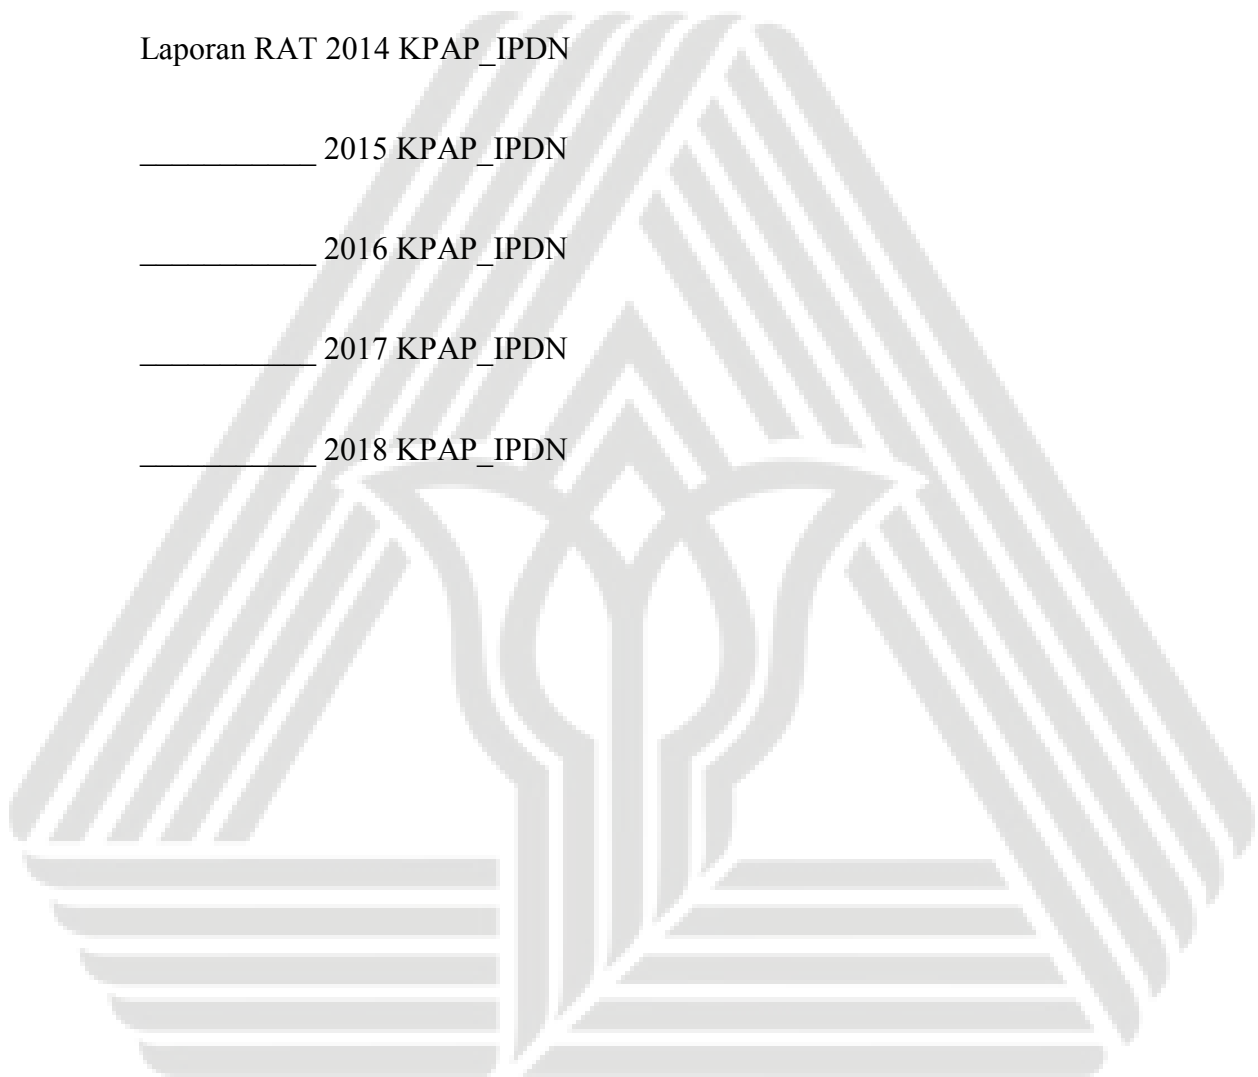 Laporan RAT 2014 KPAP_IPDN
___________ 2015 KPAP_IPDN
___________ 2016 KPAP_IPDN
___________ 2017 KPAP_IPDN
___________ 2018 KPAP_IPDN